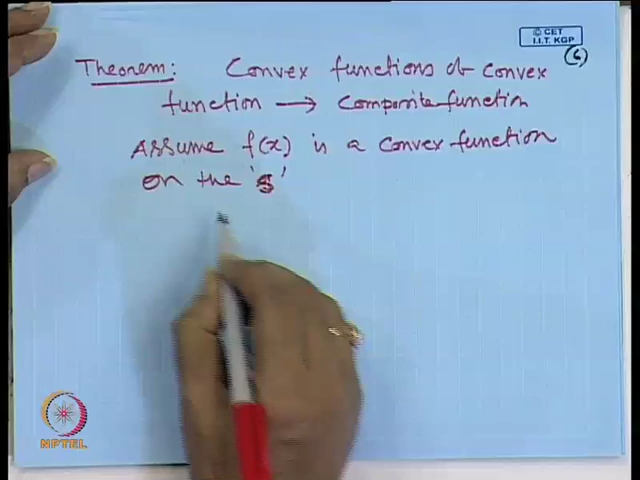 © CET
I.I.T. KGP
6
Theorem: Convex functions of convex
function → Composite function
Assume f(x) is a convex function
on the 'S'
NPTEL